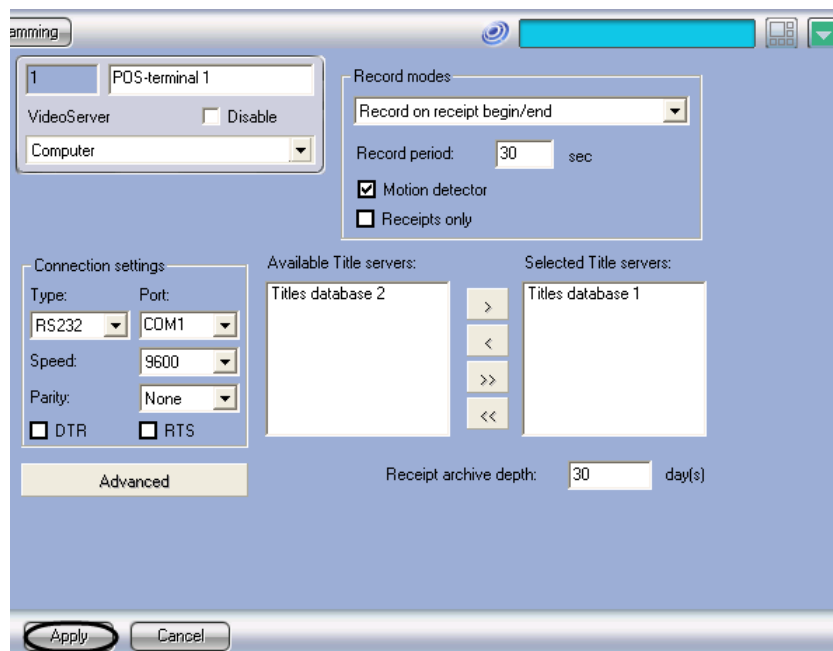 amming
1
POS-terminal 1
VideoServer
Disable
Computer
Record modes
Record on receipt begin/end
Record period: 30 sec
Motion detector
Receipts only
Connection settings
Type: Port:
RS232 COM1
Speed: 9600
Parity: None
DTR RTS
Advanced
Available Title servers:
Titles database 2
>
<
>>
<<
Selected Title servers:
Titles database 1
Receipt archive depth: 30 day(s)
Apply Cancel